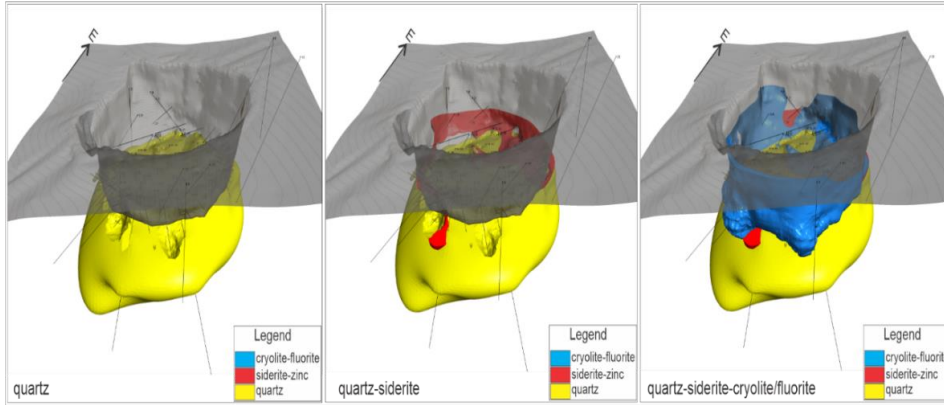 E
Legend
cryolite-fluorite
siderite-zinc
quartz
quartz
E
Legend
cryolite-fluorite
siderite-zinc
quartz
quartz-siderite
E
Legend
cryolite-fluorite
siderite-zinc
quartz
quartz-siderite-cryolite/fluorite